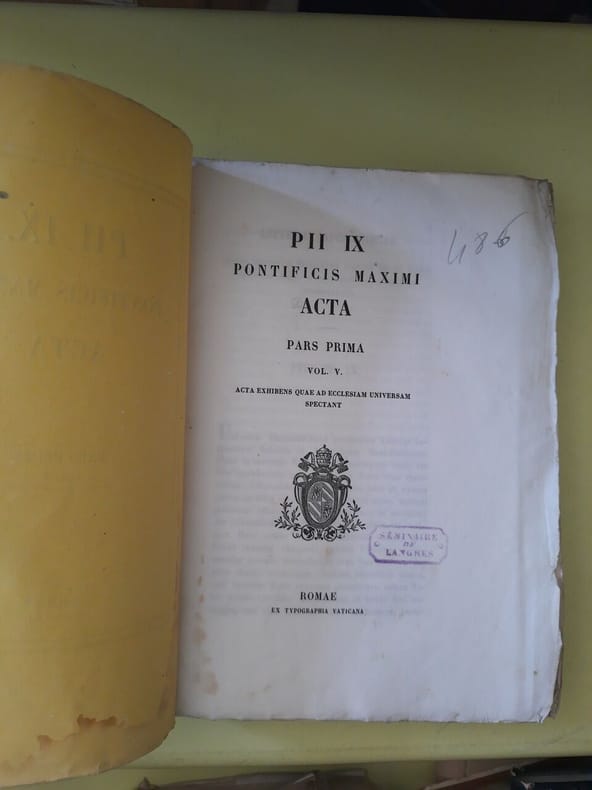 PII IX
PONTIFICIS MAXIMI
ACTA
PARS PRIMA
VOL. V.
ACTA EXHIBENS QUAE AD ECCLESIAM UNIVERSAM
SPECTANT
ROMAE
EX TYPOGRAPHIA VATICANA
486
SÉMINAIRE
DE
LANGRES